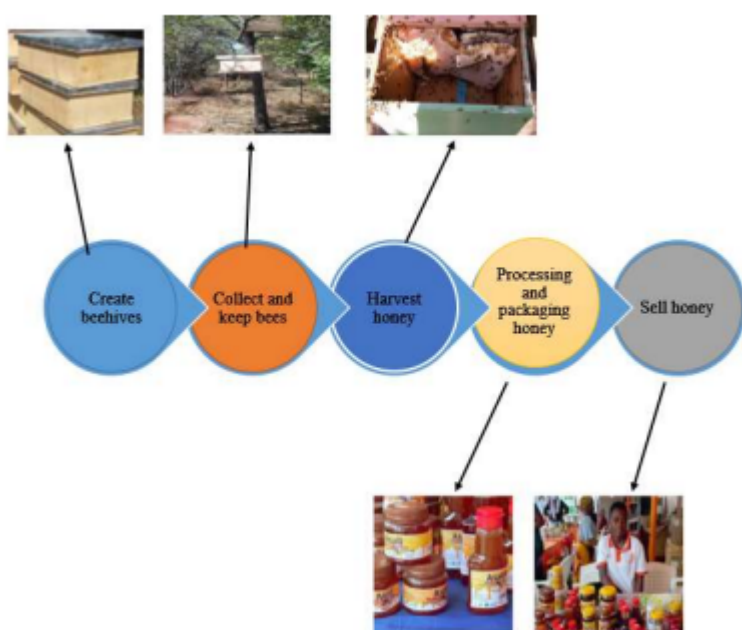 Create
beehives
Collect and
keep bees
Harvest
honey
Processing
and
packaging
honey
Sell honey